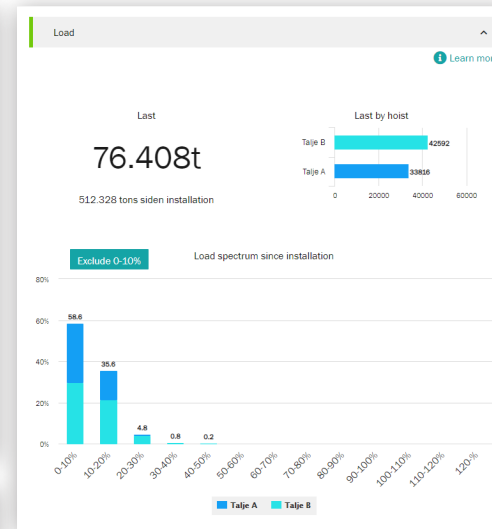 Load
Learn mor
Last
76.408t
512.328 tons siden installation
Last by hoist
Talje B
42592
Talje A
33816
0 20000 40000 60000
Exclude 0-10%
Load spectrum since installation
80%
60%
40%
20%
0%
58.6
35.6
4.8
0.8
0.2
0-10% 10-20% 20-30% 30-40% 40-50% 50-60% 60-70% 70-80% 80-90% 90-100% 100-110% 110-120% 120-%
Talje A Talje B